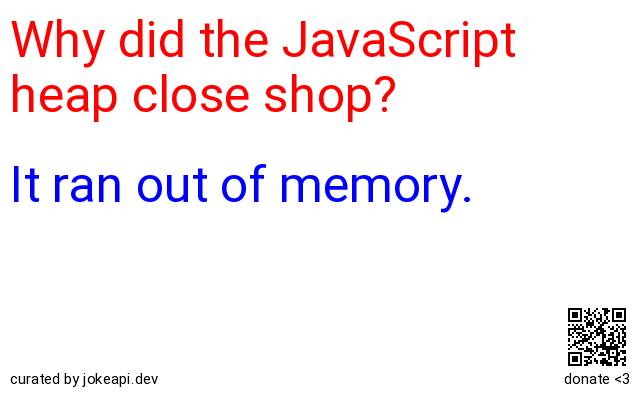 Why did the JavaScript
heap close shop?
It ran out of memory.
curated by jokeapi.dev
donate <3